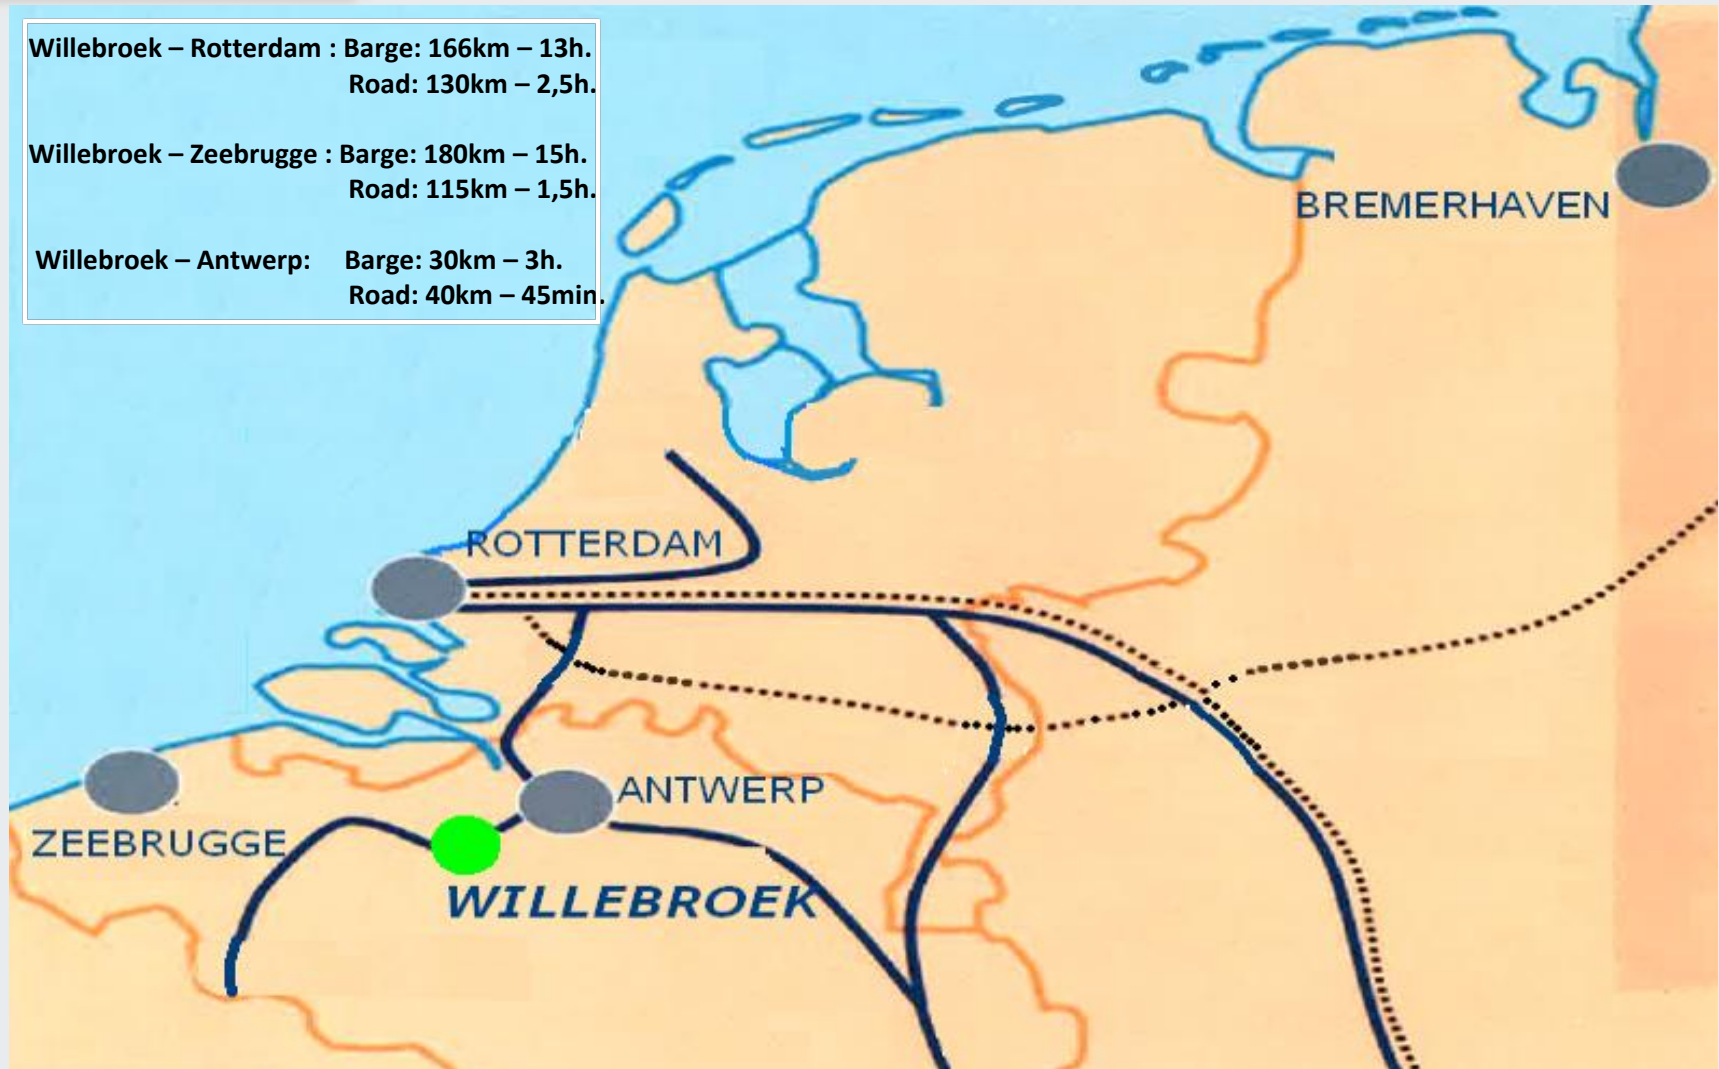 Willebroek – Rotterdam : Barge: 166km – 13h.
Road: 130km – 2,5h.
Willebroek – Zeebrugge : Barge: 180km – 15h.
Road: 115km – 1,5h.
Willebroek – Antwerp: Barge: 30km – 3h.
Road: 40km – 45min.
BREMERHAVEN
ROTTERDAM
ANTWERP
ZEEBRUGGE
WILLEBROEK